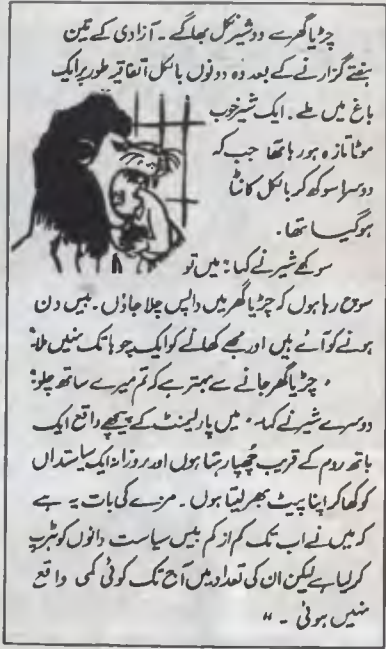 چڑیا گھر سے دو شیر نکل بھاگے ۔ آزادی کے تین
ہفتے گزارنے کے بعد وہ دونوں بالکل اتفاقیہ طور پر ایک
باغ میں ملے ۔ ایک شیر خوب
موٹا تازہ ہو رہا تھا جب کہ
دوسرا سوکھ کر بالکل کانٹا
ہو گیا تھا ۔
سوکھے شیر نے کہا : میں تو
سوچ رہا ہوں کہ چڑیا گھر میں واپس چلا جاؤں ۔ بیس دن
ہونے کو آئے ہیں اور مجھے کھانے کو ایک چوہا تک نہیں ملا "
" چڑیا گھر جانے سے بہتر ہے کہ تم میرے ساتھ چلو "
دوسرے شیر نے کہا " میں پارلیمنٹ کے پیچھے واقع ایک
باتھ روم کے قریب چھپا رہتا ہوں اور روزانہ ایک سیاستداں
کو کھا کر اپنا پیٹ بھر لیتا ہوں ۔ مزے کی بات یہ ہے
کہ میں نے اب تک کم از کم بیس سیاست دانوں کو ہڑپ
کر لیا ہے لیکن ان کی تعداد میں آج تک کوئی کمی واقع
نہیں ہوئی ۔ "